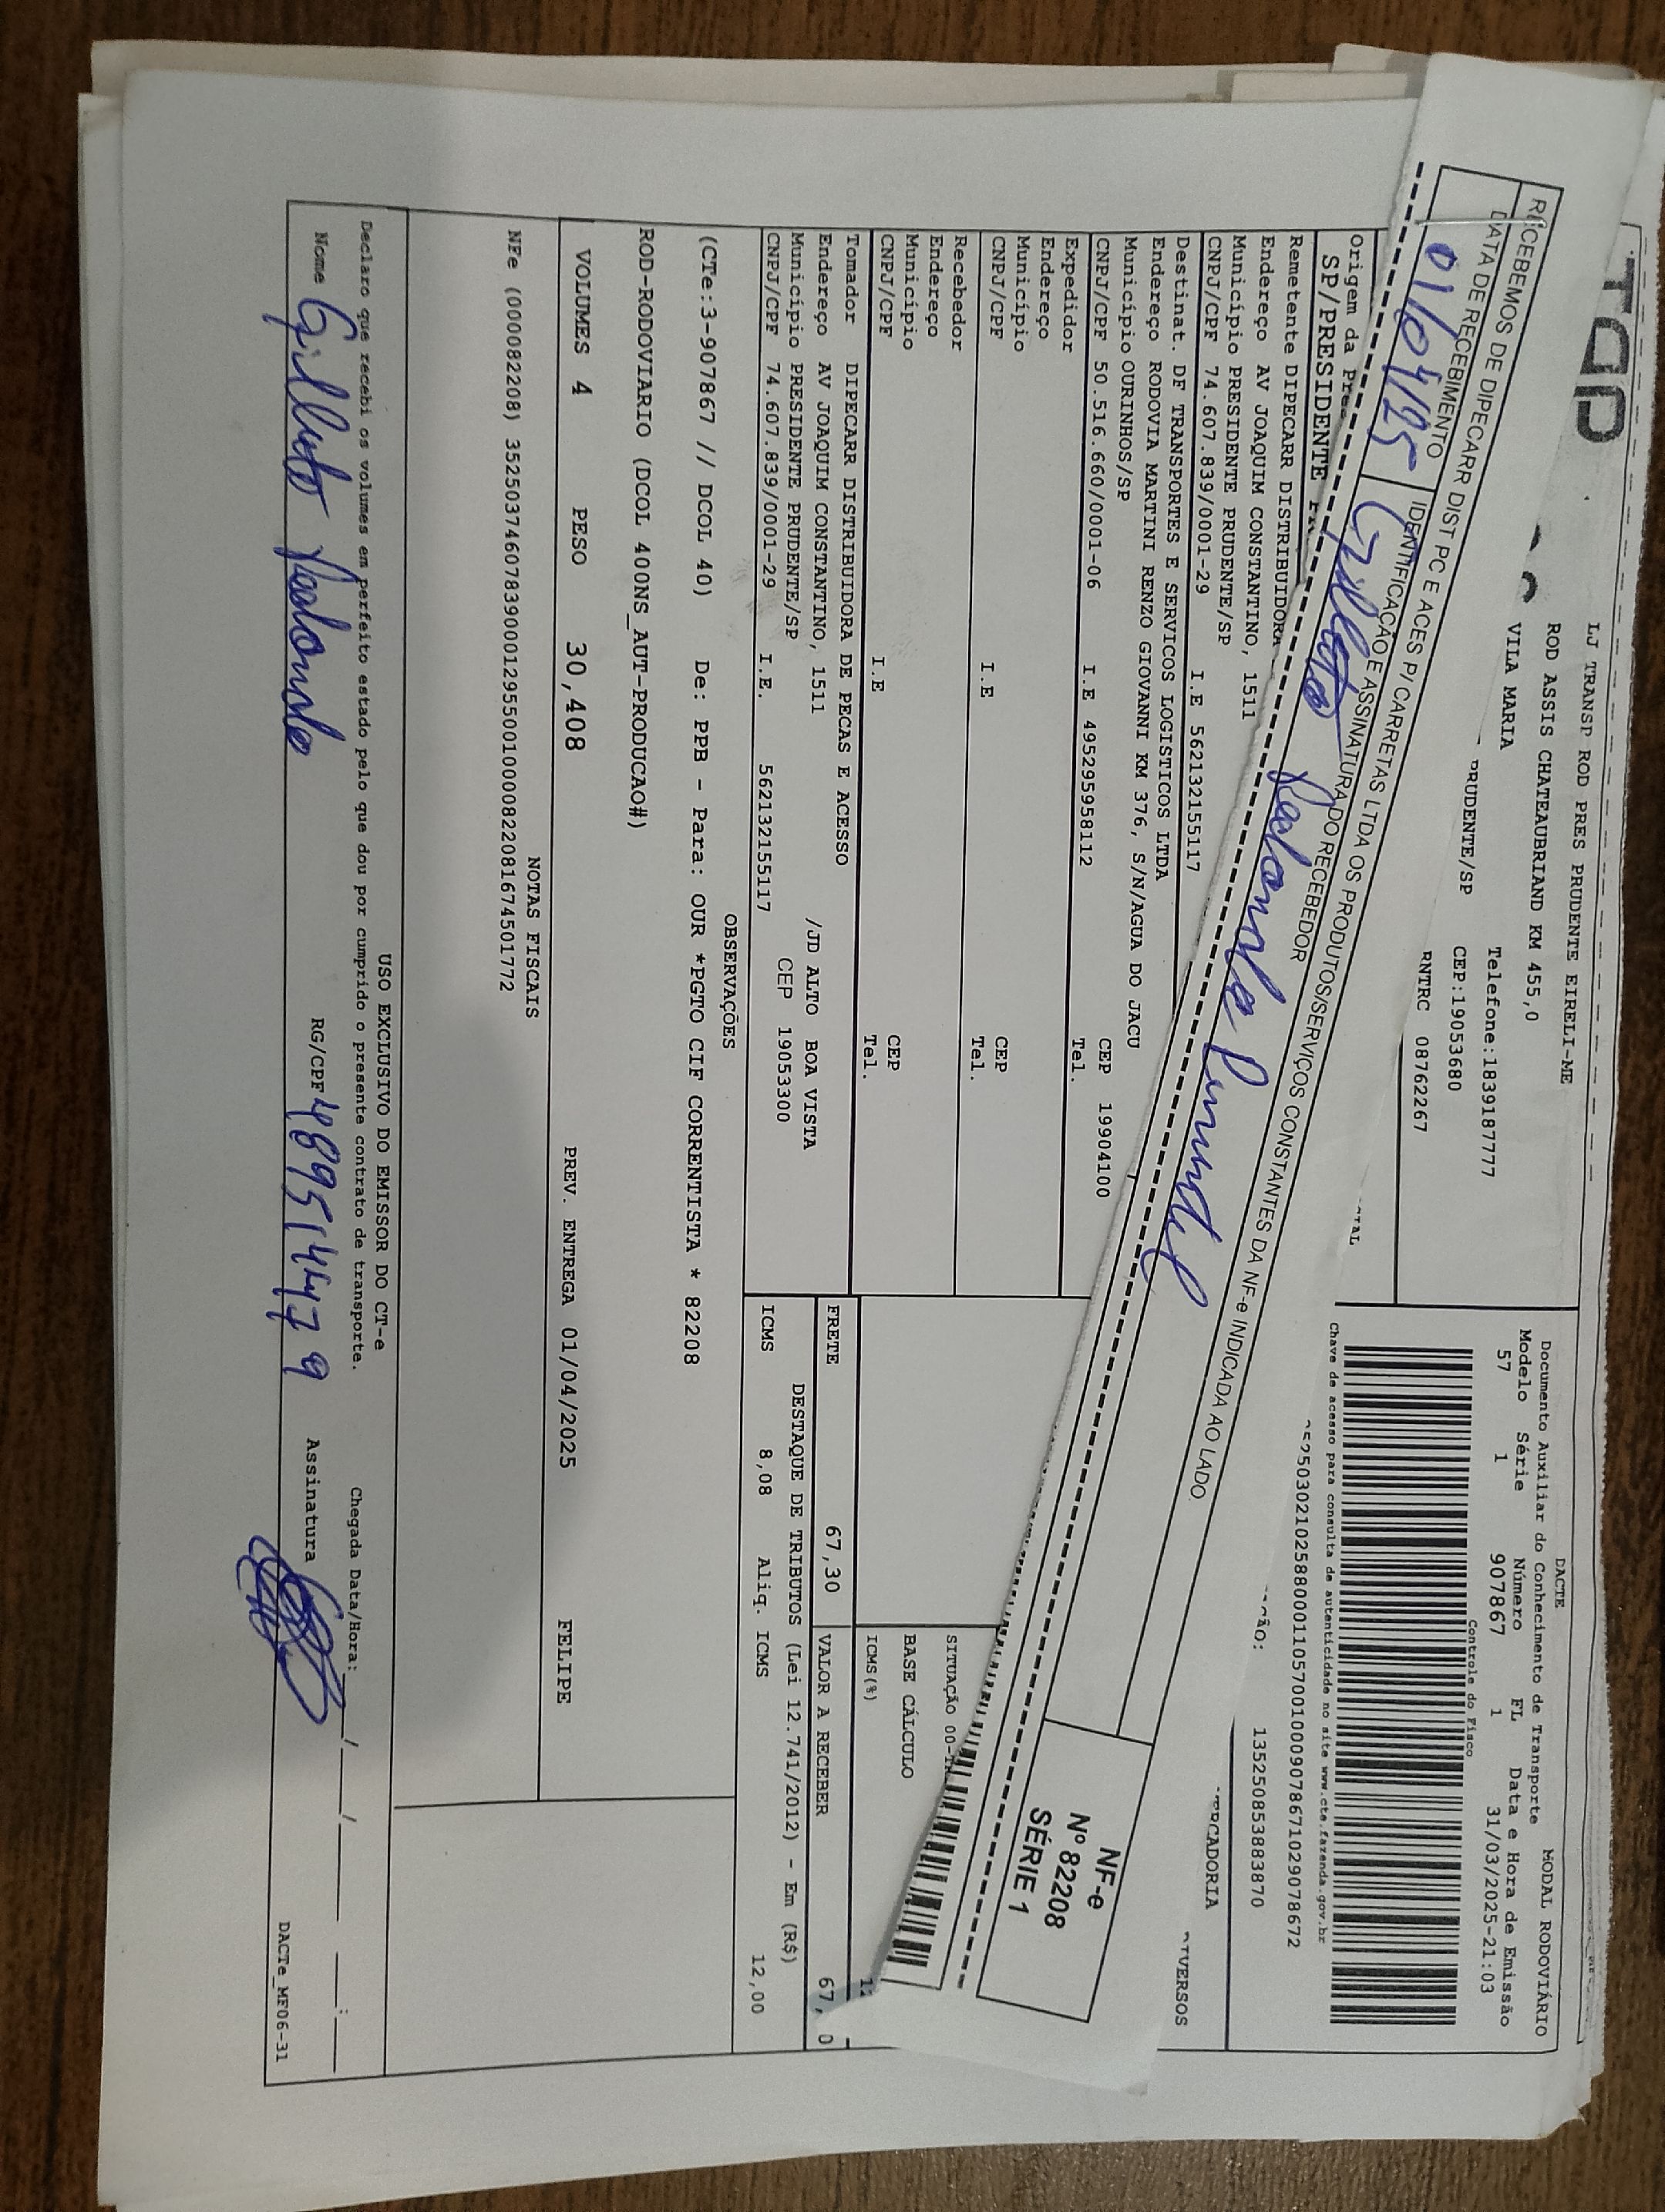 LJ TRANSP ROD PRES PRUDENTE EIRELI-ME
ROD ASSIS CHATEAUBRIAND KM 455,0
VILA MARIA
PRUDENTE/SP
Telefone:1839187777
CEP:19053680
RNTRC 08762267
DACTE
MODAL RODOVIÁRIO
Documento Auxiliar do Conhecimento de Transporte
Modelo Série Número FL Data e Hora de Emissão
57 1 907867 1 31/03/2025-21:03
Controle do Fisco
Chave de acesso para consulta de autenticidade no site www.cte.fazenda.gov.br
135250853883870
RECEBEMOS DE DIPECARR DIST PC E ACES P/ CARRETAS LTDA OS PRODUTOS/SERVIÇOS CONSTANTES DA NF-e INDICADA AO LADO.
DATA DE RECEBIMENTO
IDENTIFICAÇÃO E ASSINATURA DO RECEBEDOR
01/04/25
Gilberto Redondo
NF-e
Nº 82208
SÉRIE 1
Origem da
SP/PRESIDENTE
Remetente DIPECARR DISTRIBUIDORA
Endereço AV JOAQUIM CONSTANTINO, 1511
Município PRESIDENTE PRUDENTE/SP
CNPJ/CPF 74.607.839/0001-29 I.E 562132155117
Destinat. DF TRANSPORTES E SERVICOS LOGISTICOS LTDA
Endereço RODOVIA MARTINI RENZO GIOVANNI KM 376, S/N/AGUA DO JACU
Município OURINHOS/SP
CEP 19904100
CNPJ/CPF 50.516.660/0001-06 I.E 495295958112 Tel.
Expedidor
Endereço
Município CEP
CNPJ/CPF I.E Tel.
Recebedor
Endereço
Município CEP
CNPJ/CPF I.E Tel.
SITUAÇÃO
BASE CÁLCULO
ICMS(%)
Tomador DIPECARR DISTRIBUIDORA DE PECAS E ACESSO
Endereço AV JOAQUIM CONSTANTINO, 1511 /JD ALTO BOA VISTA
Município PRESIDENTE PRUDENTE/SP CEP 19053300
CNPJ/CPF 74.607.839/0001-29 I.E. 562132155117
FRETE 67,30 VALOR A RECEBER
DESTAQUE DE TRIBUTOS (Lei 12.741/2012) - Em (R$)
ICMS 8,08 Aliq. ICMS 12,00
OBSERVAÇÕES
(CTe:3-907867 // DCOL 40) De: PPB - Para: OUR *PGTO CIF CORRENTISTA * 82208
ROD-RODOVIARIO (DCOL 400NS_AUT-PRODUCAO#)
VOLUMES 4 PESO 30,408 PREV. ENTREGA 01/04/2025 FELIPE
NOTAS FISCAIS
NFe (000082208) 35250374607839000129550010000822081674501772
USO EXCLUSIVO DO EMISSOR DO CT-e
Declaro que recebi os volumes em perfeito estado pelo que dou por cumprido o presente contrato de transporte.
Chegada Data/Hora:___/___/___ __:__
Nome Gilberto Redondo RG/CPF Assinatura
DACTe_MF06-31